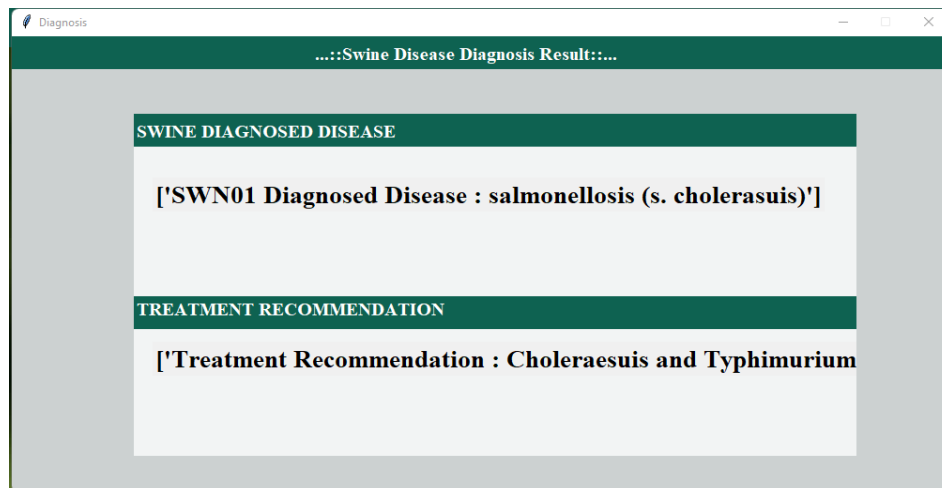 Diagnosis
...::Swine Disease Diagnosis Result::...
SWINE DIAGNOSED DISEASE
['SWN01 Diagnosed Disease : salmonellosis (s. cholerasuis)']
TREATMENT RECOMMENDATION
['Treatment Recommendation : Choleraesuis and Typhimurium